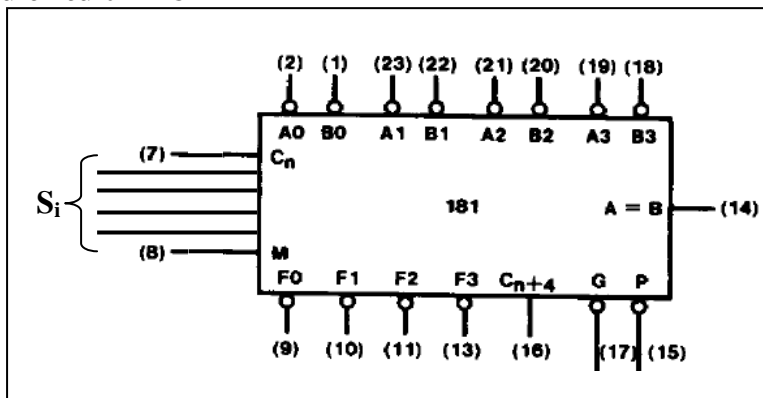 (2) (1) (23) (22) (21) (20) (19) (18)
A0 B0 A1 B1 A2 B2 A3 B3
(7) Cn
Si
181 A = B (14)
(8) M
F0 F1 F2 F3 Cn+4 G P
(9) (10) (11) (13) (16) (17) (15)